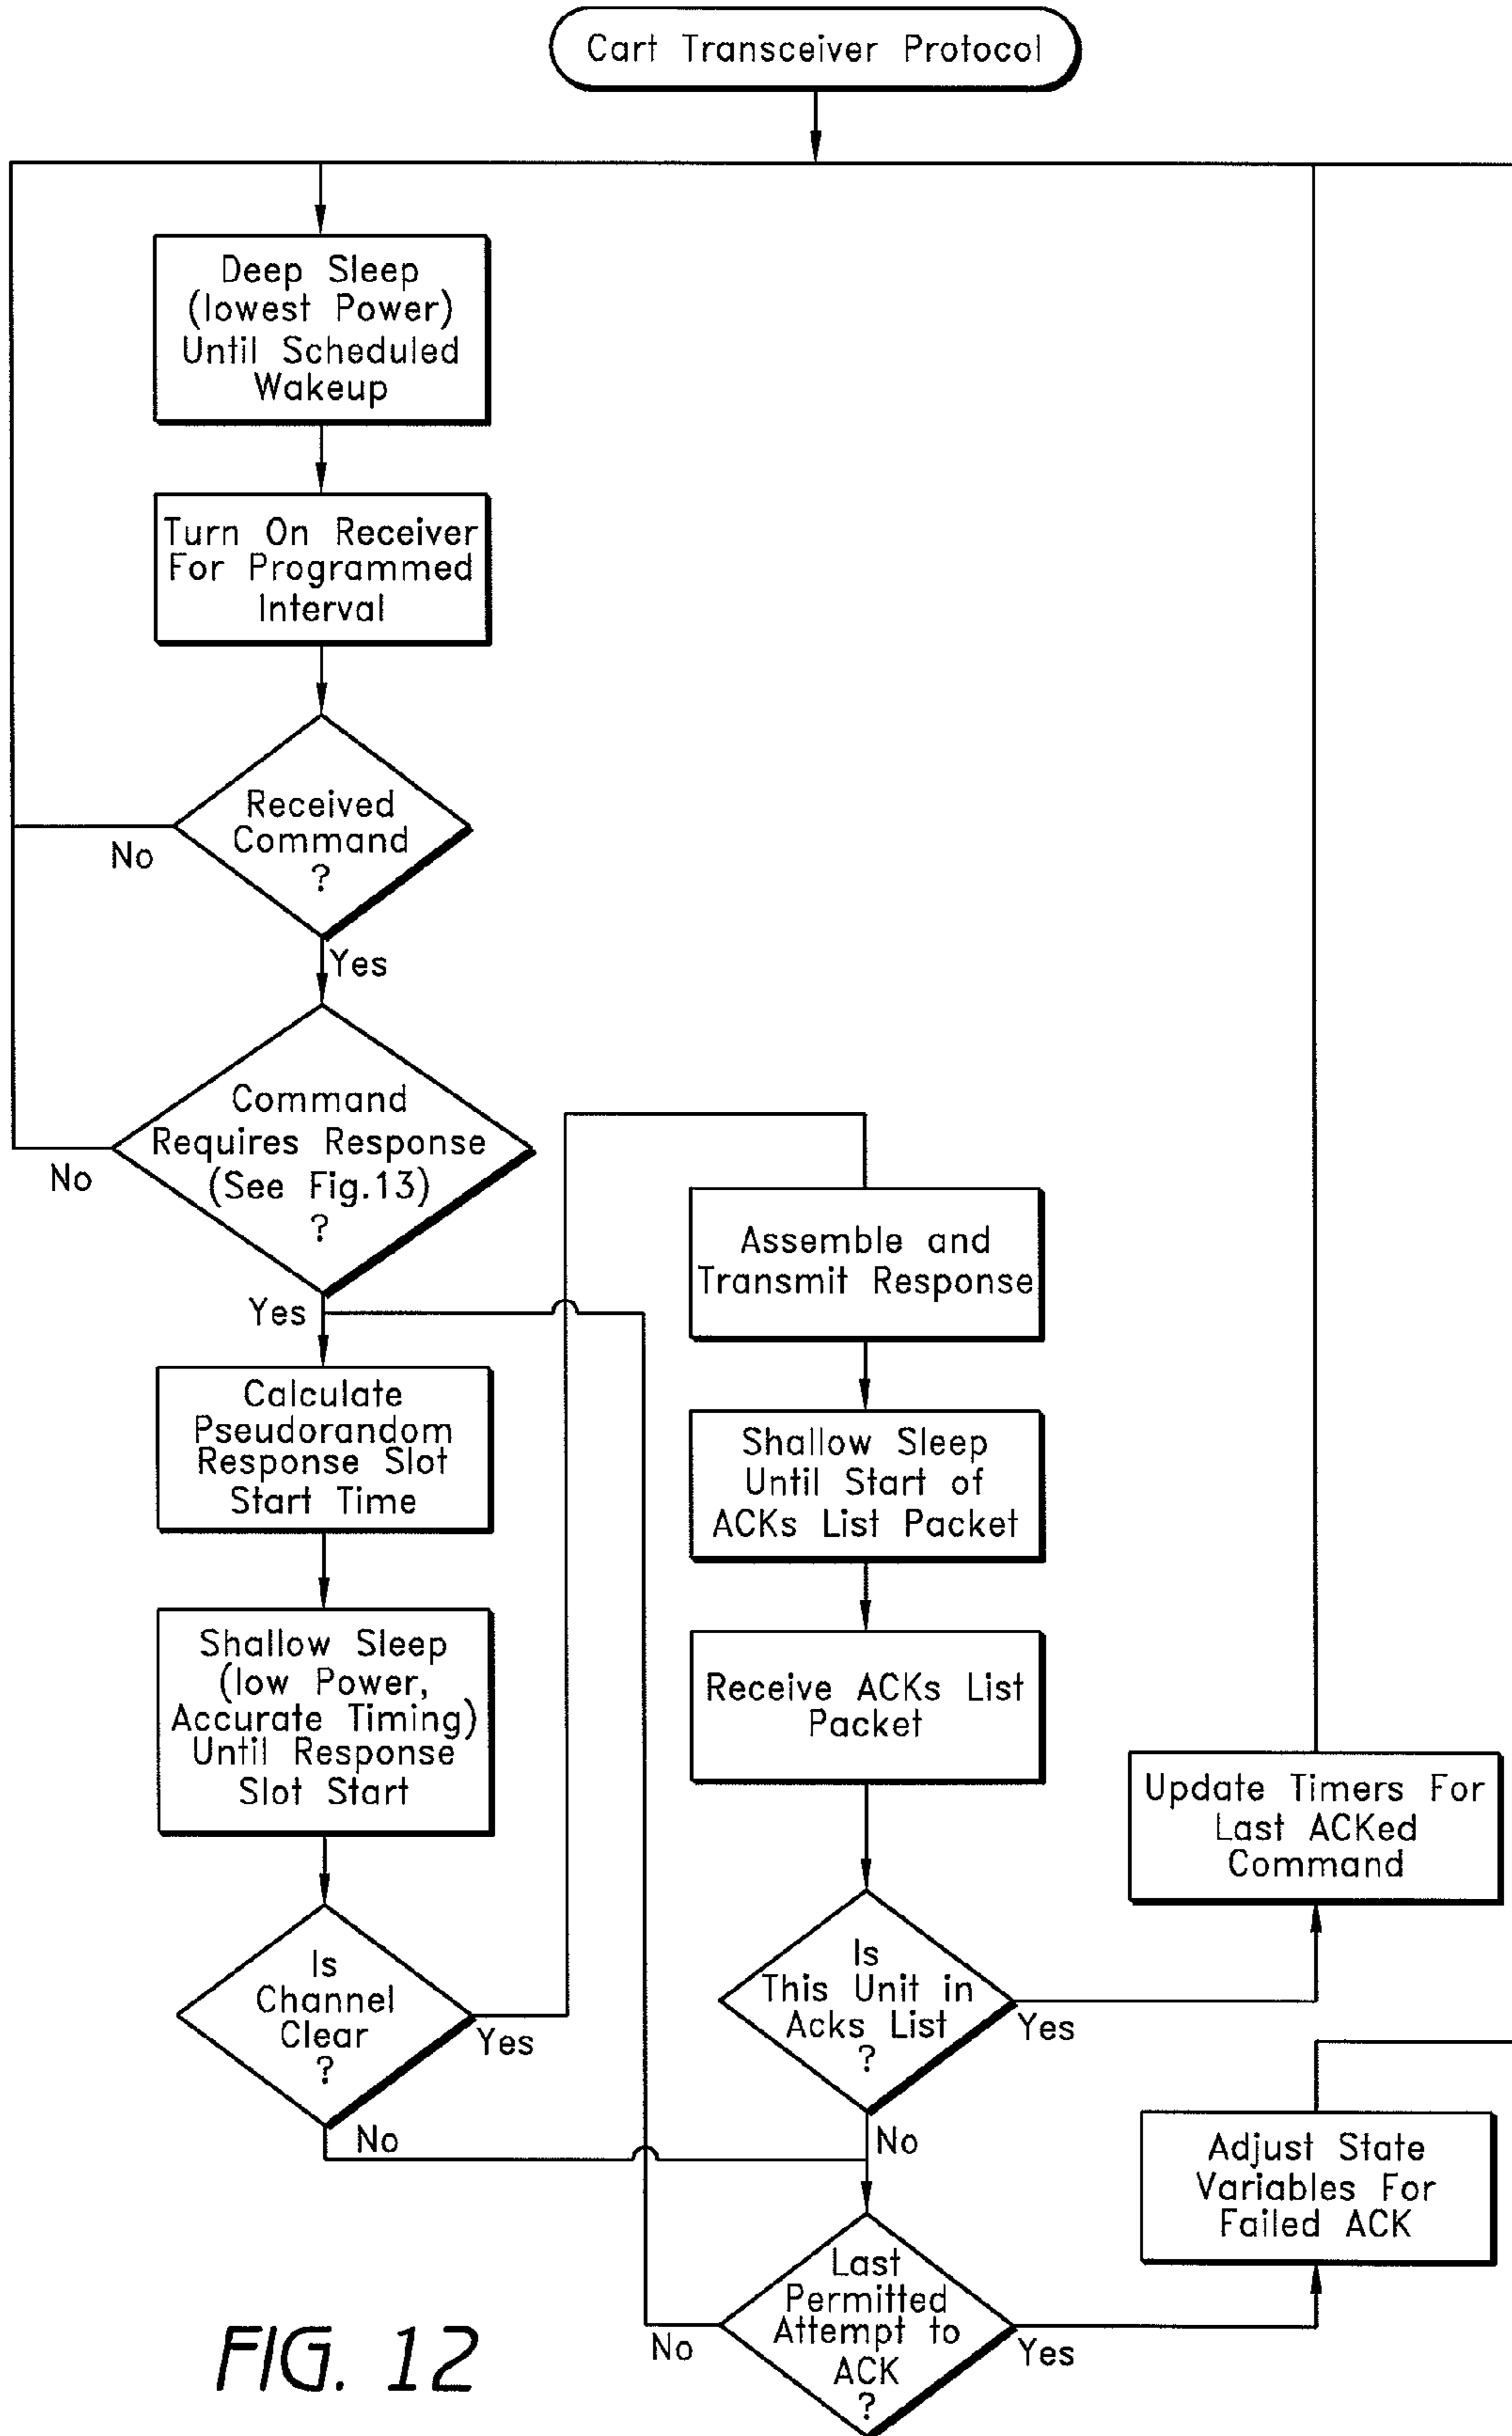 Cart Transceiver Protocol
Deep Sleep
(lowest Power)
Until Scheduled
Wakeup
Turn On Receiver
For Programmed
Interval
Received
Command
?
No
Yes
Command
Requires Response
(See Fig.13)
?
No
Yes
Calculate
Pseudorandom
Response Slot
Start Time
Shallow Sleep
(low Power,
Accurate Timing)
Until Response
Slot Start
Is
Channel
Clear
?
Yes
No
Assemble and
Transmit Response
Shallow Sleep
Until Start of
ACKs List Packet
Receive ACKs List
Packet
Is
This Unit in
Acks List
?
Yes
No
Update Timers For
Last ACKed
Command
Last
Permitted
Attempt to
ACK
?
No
Yes
Adjust State
Variables For
Failed ACK
FIG. 12